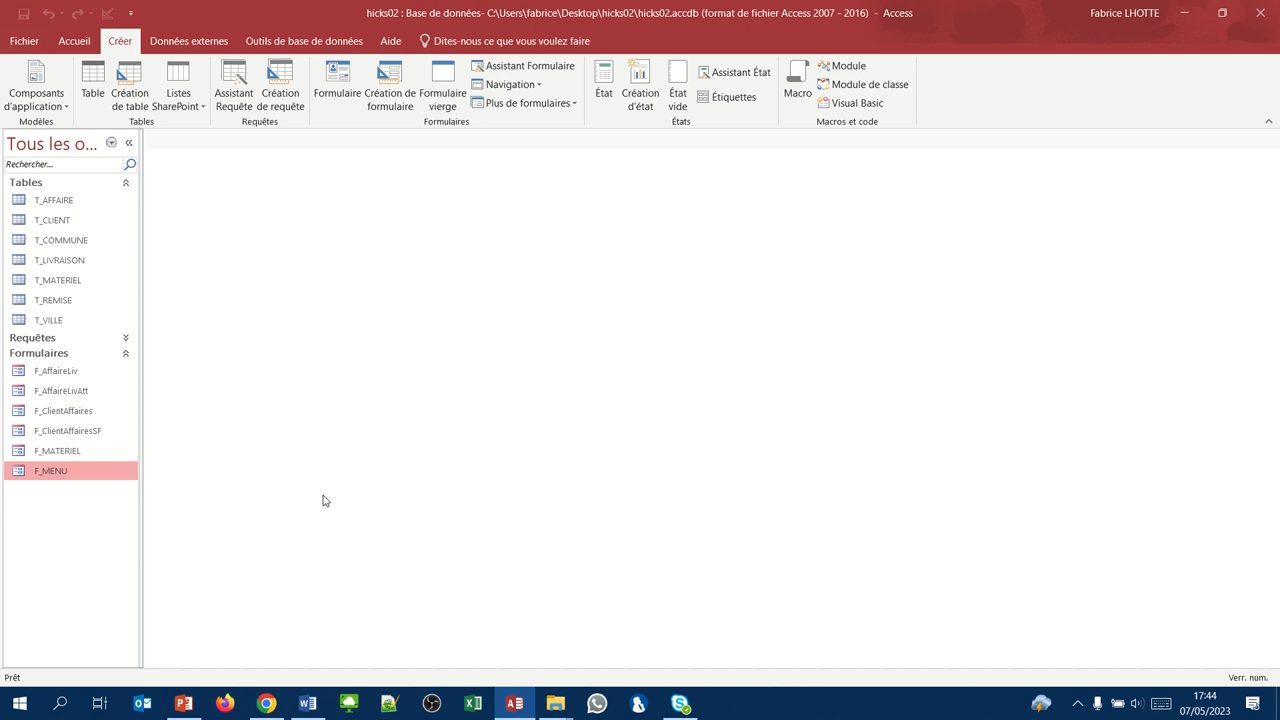 hicks02 : Base de données- C:\Users\fabrice\Desktop\hicks02\hicks02.accdb (format de fichier Access 2007 - 2016) - Access
Fabrice LHOTTE
Fichier Accueil Créer Données externes Outils de base de données Aide Dites-nous ce que vous voulez faire
Composants d'application
Modèles
Table
Création de table
Listes SharePoint
Tables
Assistant Requête
Création de requête
Requêtes
Formulaire
Création de formulaire
Formulaire vierge
Assistant Formulaire
Navigation
Plus de formulaires
Formulaires
État
Création d'état
État vide
Assistant État
Étiquettes
États
Macro
Module
Module de classe
Visual Basic
Macros et code
Tous les o...
Rechercher...
Tables
T_AFFAIRE
T_CLIENT
T_COMMUNE
T_LIVRAISON
T_MATERIEL
T_REMISE
T_VILLE
Requêtes
Formulaires
F_AffaireLiv
F_AffaireLivAtt
F_ClientAffaires
F_ClientAffairesSF
F_MATERIEL
F_MENU
Prêt
Verr. num.
17:44
07/05/2023